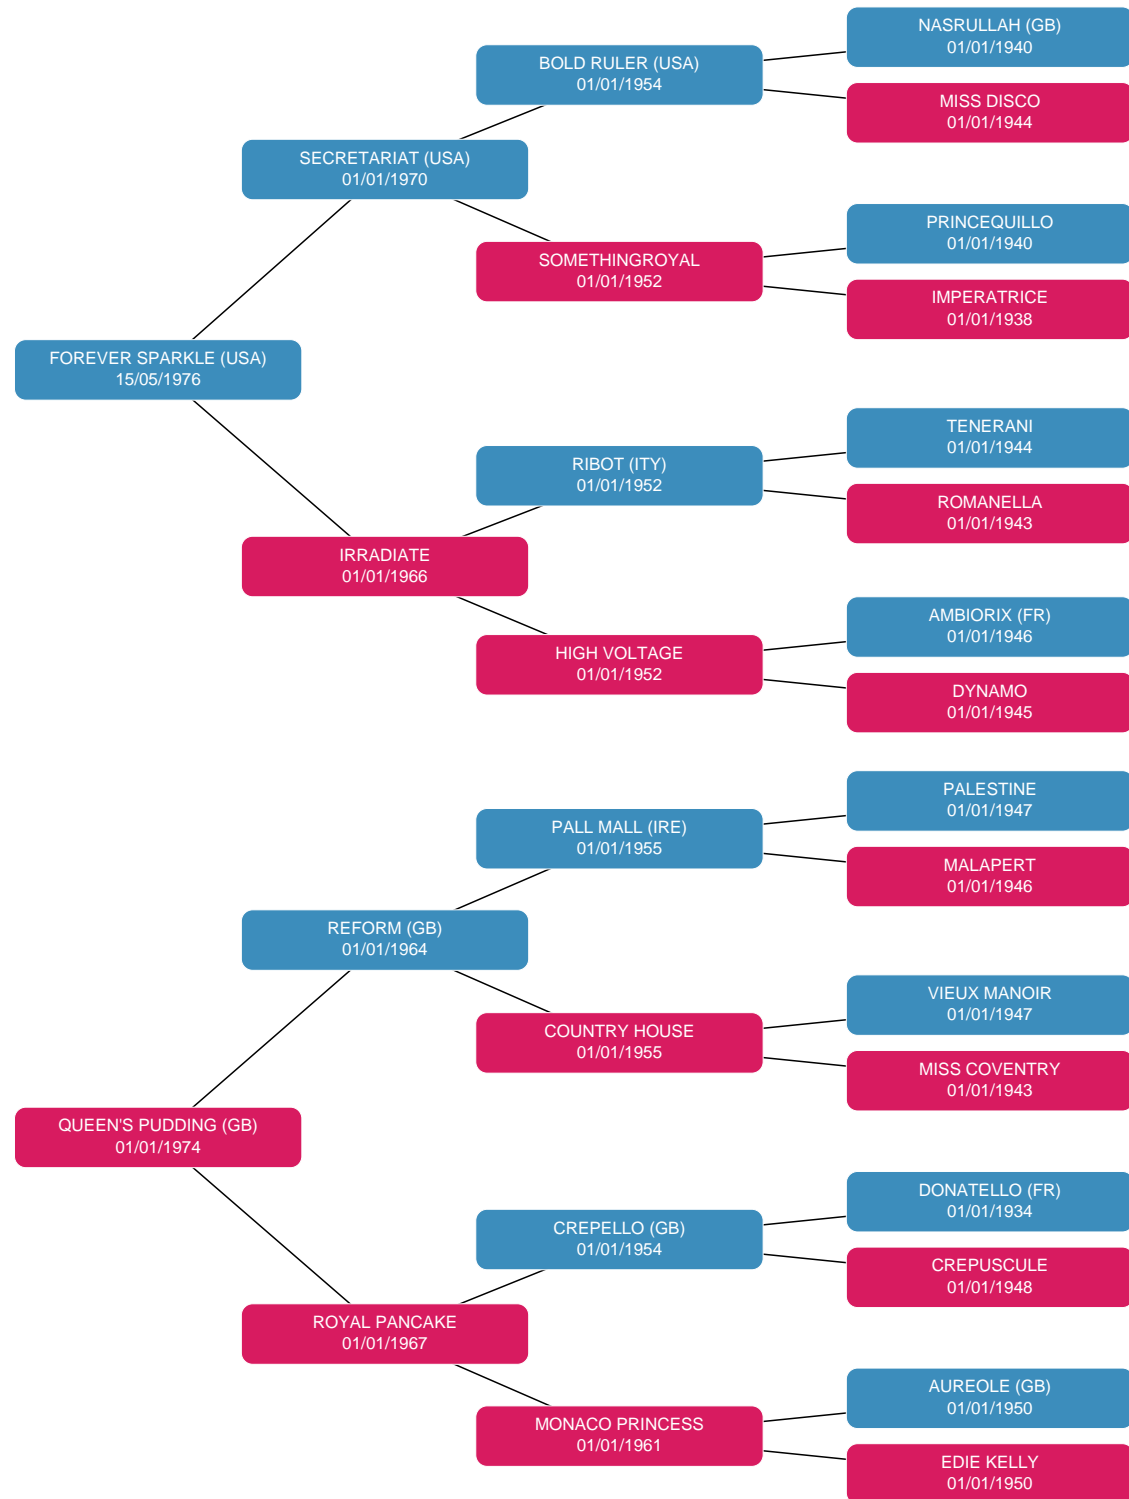 NASRULLAH (GB)
01/01/1940
BOLD RULER (USA)
01/01/1954
MISS DISCO
01/01/1944
SECRETARIAT (USA)
01/01/1970
PRINCEQUILLO
01/01/1940
SOMETHINGROYAL
01/01/1952
IMPERATRICE
01/01/1938
FOREVER SPARKLE (USA)
15/05/1976
TENERANI
01/01/1944
RIBOT (ITY)
01/01/1952
ROMANELLA
01/01/1943
IRRADIATE
01/01/1966
AMBIORIX (FR)
01/01/1946
HIGH VOLTAGE
01/01/1952
DYNAMO
01/01/1945
PALESTINE
01/01/1947
PALL MALL (IRE)
01/01/1955
MALAPERT
01/01/1946
REFORM (GB)
01/01/1964
VIEUX MANOIR
01/01/1947
COUNTRY HOUSE
01/01/1955
MISS COVENTRY
01/01/1943
QUEEN'S PUDDING (GB)
01/01/1974
DONATELLO (FR)
01/01/1934
CREPELLO (GB)
01/01/1954
CREPUSCULE
01/01/1948
ROYAL PANCAKE
01/01/1967
AUREOLE (GB)
01/01/1950
MONACO PRINCESS
01/01/1961
EDIE KELLY
01/01/1950